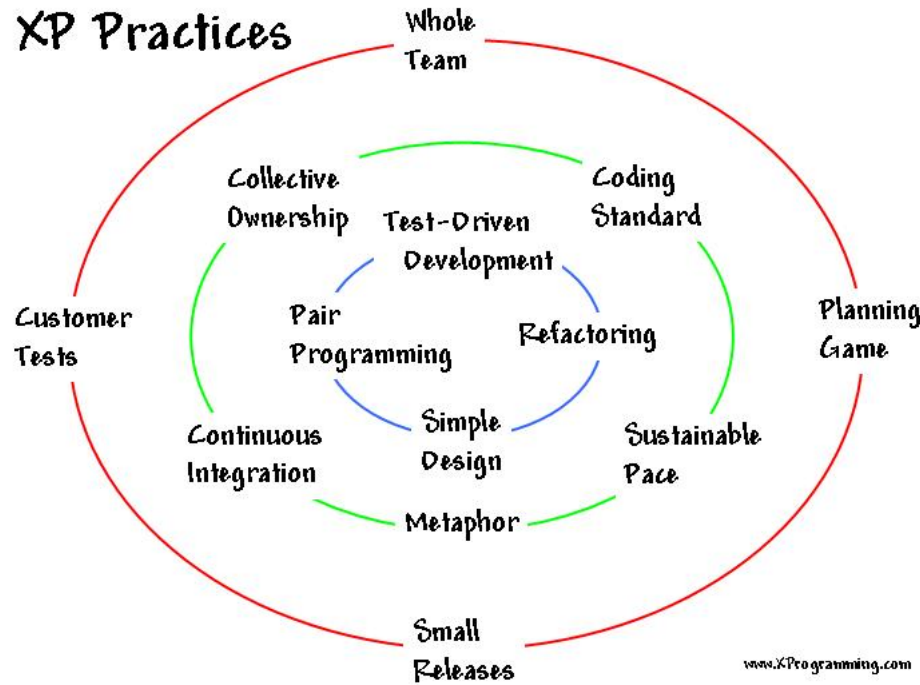 XP Practices
Whole
Team
Collective
Ownership
Coding
Standard
Test-Driven
Development
Customer
Tests
Pair
Programming
Refactoring
Planning
Game
Continuous
Integration
Simple
Design
Sustainable
Pace
Metaphor
Small
Releases
www.XProgramming.com